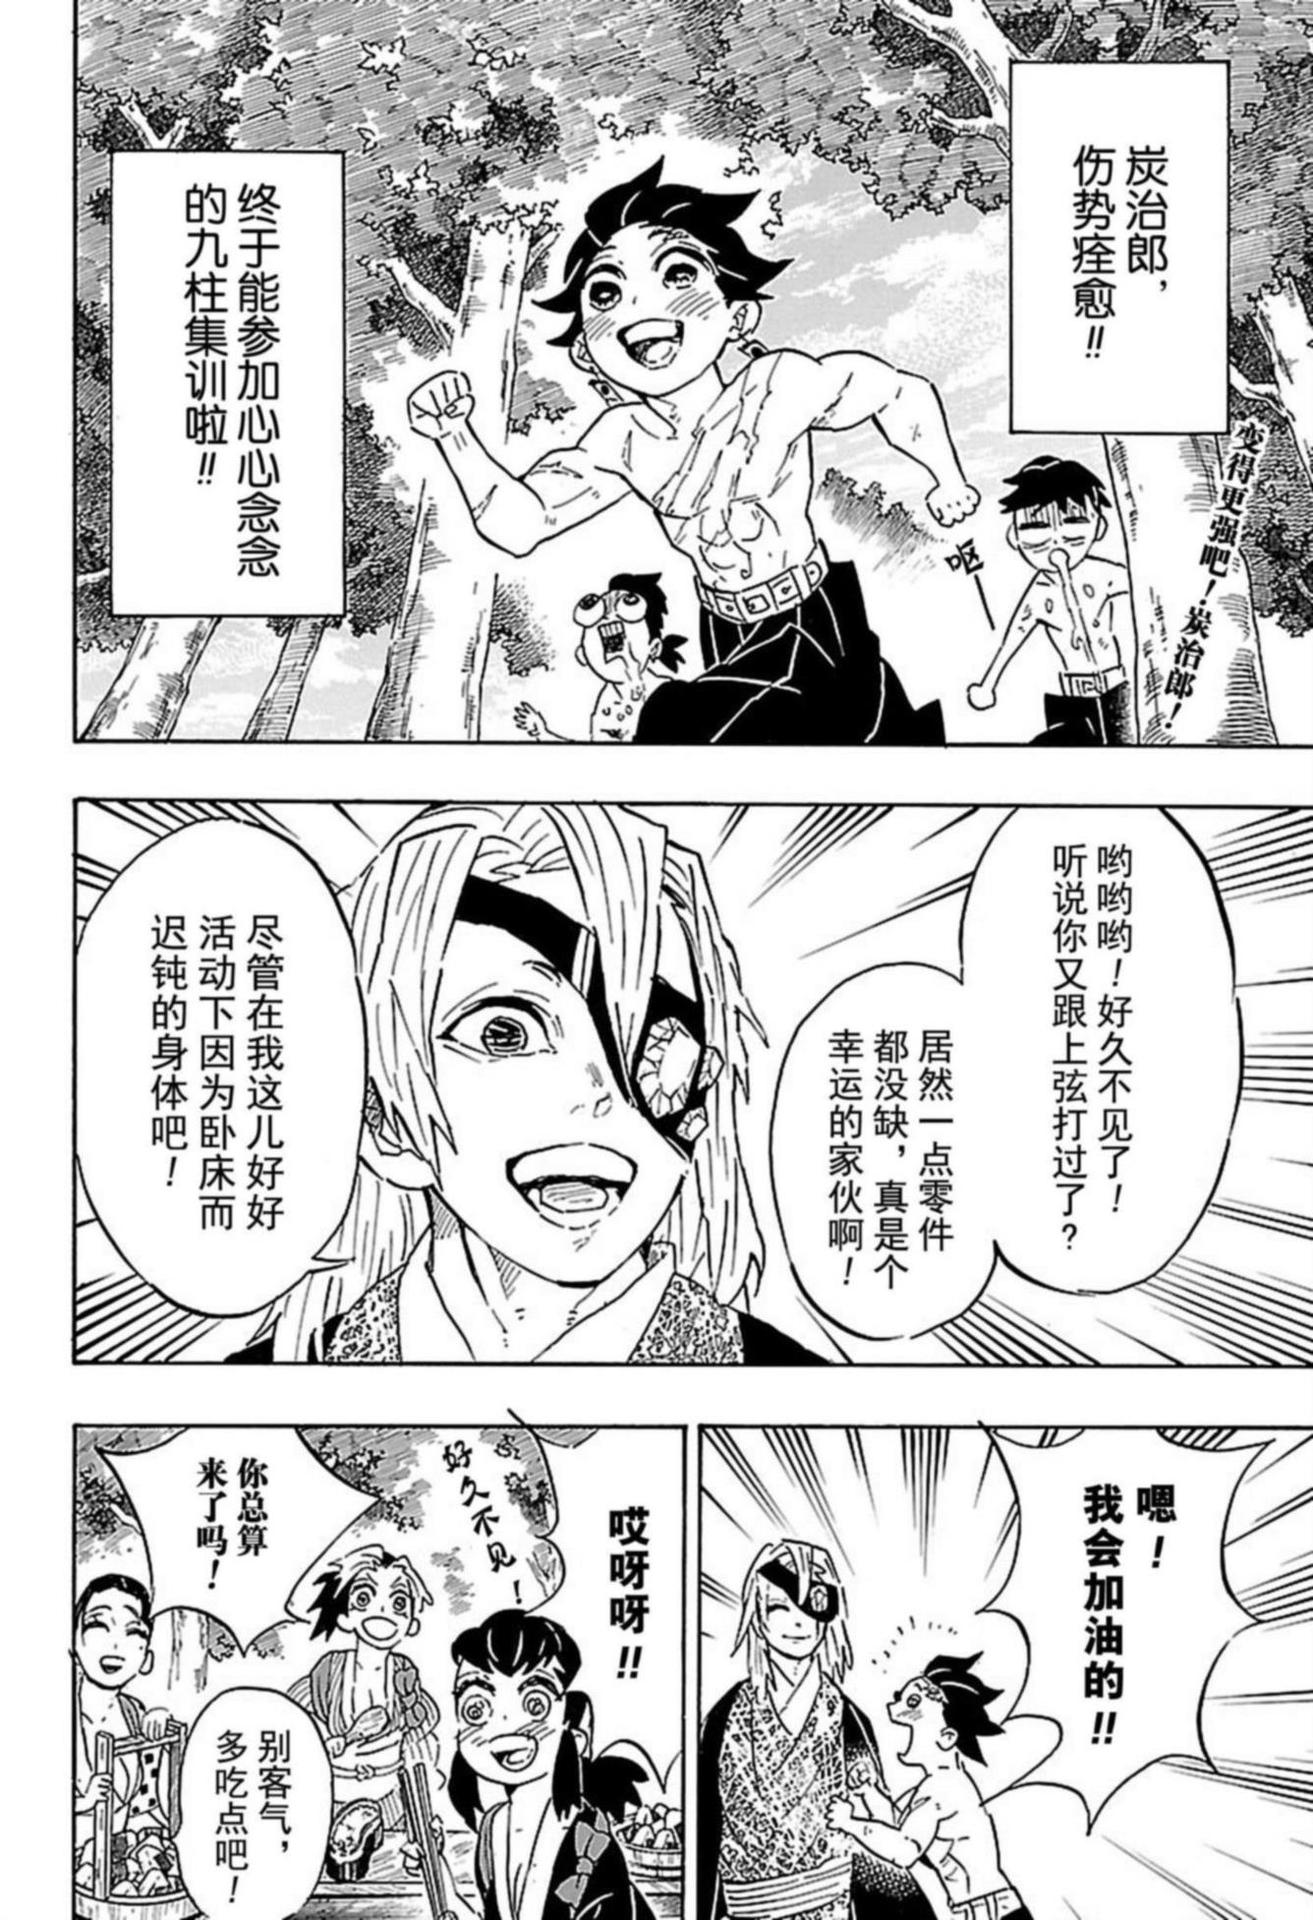 炭治郎，
伤势痊愈!!
变得更强吧！炭治郎！
呕—
终于能参加心心念念
的九柱集训啦!!
哟哟哟！好久不见了！
听说你又跟上弦打过了？
居然一点零件
都没缺，真是个
幸运的家伙啊！
尽管在我这儿好好
活动下因为卧床而
迟钝的身体吧！
嗯！
我会加油的!!
哎呀呀!!
好久不见！
你总算
来了吗！
别客气，
多吃点吧！